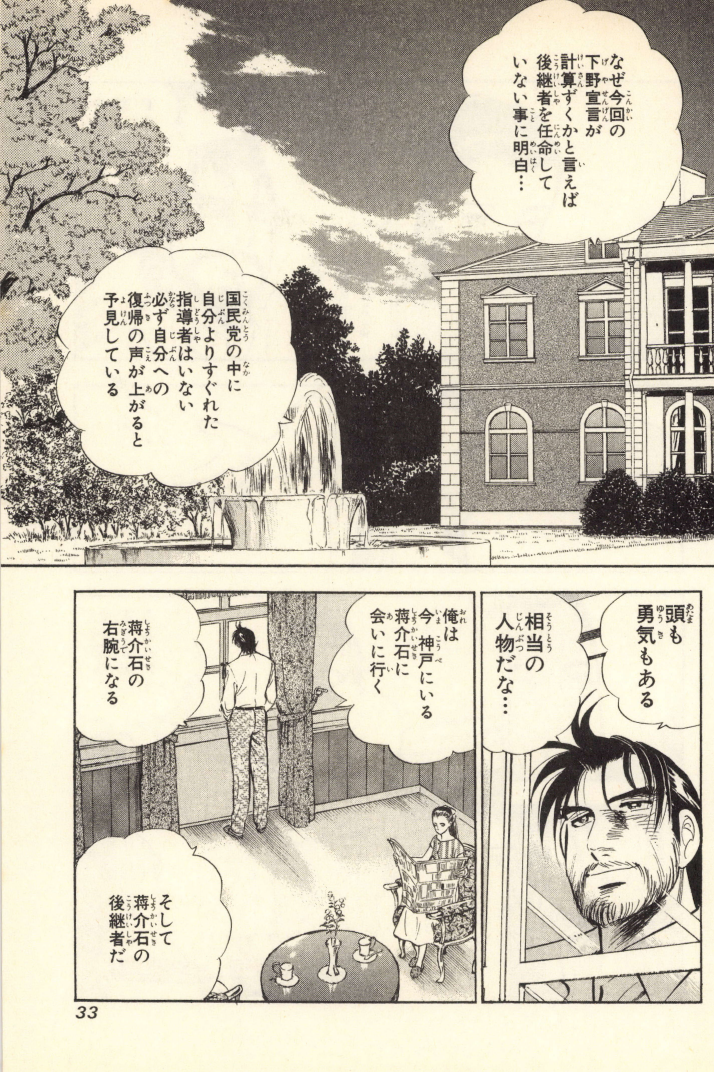 なぜ今回の
下野宣言が
計算ずくかと言えば
後継者を任命して
いない事に明白…
国民党の中に
自分よりすぐれた
指導者はいない
必ず自分への
復帰の声が上がると
予見している
頭も
勇気もある
相当の
人物だな…
俺は
今 神戸にいる
蒋介石に
会いに行く
蒋介石の
右腕になる
そして
蒋介石の
後継者だ
33